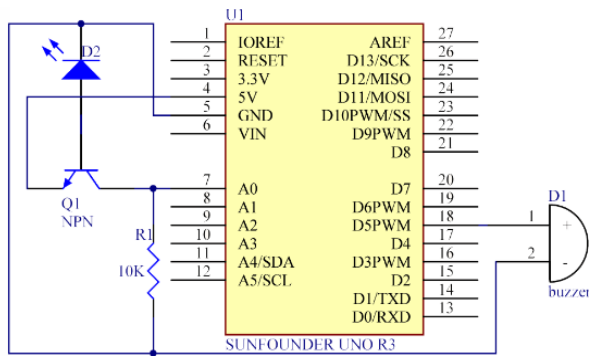 U1
1 IOREF AREF 27
2 RESET D13/SCK 26
D2
3 3.3V D12/MISO 25
4 5V D11/MOSI 24
5 GND D10PWM/SS 23
6 VIN D9PWM 22
D8 21
7 A0 D7 20
Q1
NPN
8 A1 D6PWM 19
D1
9 A2 D5PWM 18 1 +
R1
10 A3 D4 17
11 A4/SDA D3PWM 16 2 -
10K
12 A5/SCL D2 15
buzzer
D1/TXD 14
D0/RXD 13
SUNFOUNDER UNO R3